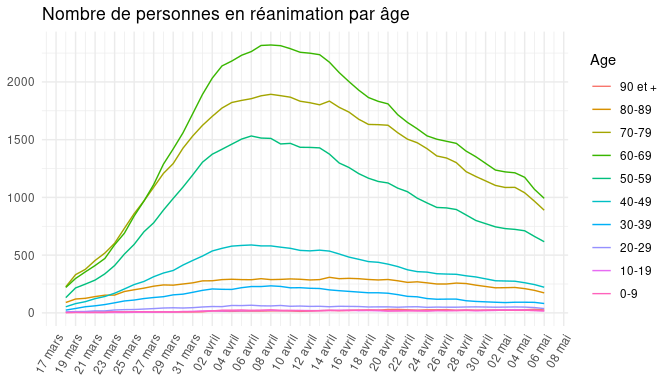 Nombre de personnes en réanimation par âge
2000
1500
1000
500
0
17 mars
19 mars
21 mars
23 mars
25 mars
27 mars
29 mars
31 mars
02 avril
04 avril
06 avril
08 avril
10 avril
12 avril
14 avril
16 avril
18 avril
20 avril
22 avril
24 avril
26 avril
28 avril
30 avril
02 mai
04 mai
06 mai
08 mai
Age
90 et +
80-89
70-79
60-69
50-59
40-49
30-39
20-29
10-19
0-9